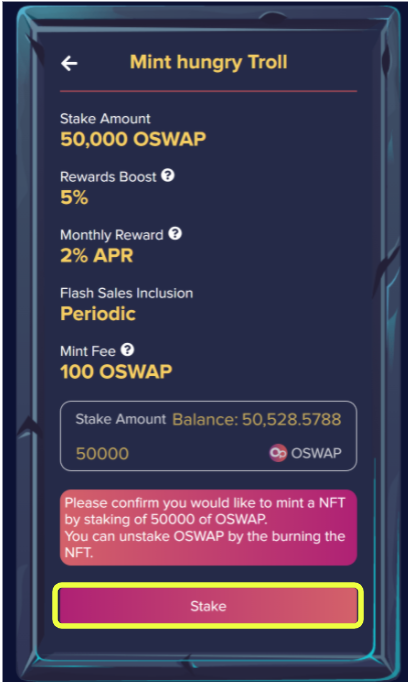 Mint hungry Troll
Stake Amount
50,000 OSWAP
Rewards Boost ?
5%
Monthly Reward ?
2% APR
Flash Sales Inclusion
Periodic
Mint Fee ?
100 OSWAP
Stake Amount Balance: 50,528.5788
50000 OSWAP
Please confirm you would like to mint a NFT
by staking of 50000 of OSWAP.
You can unstake OSWAP by the burning the
NFT.
Stake